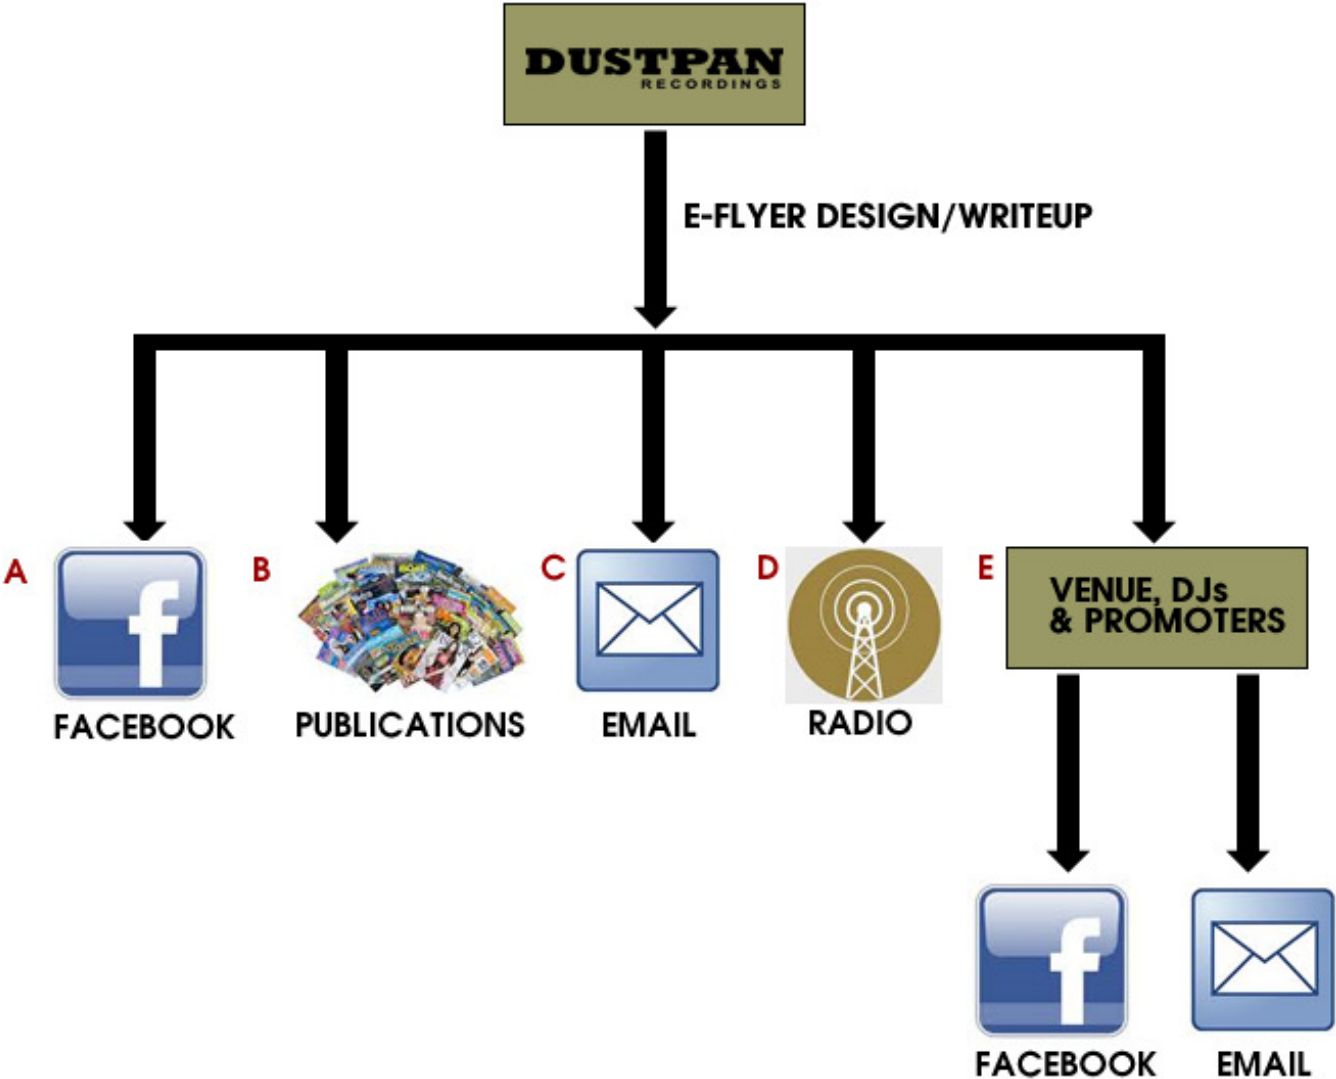 DUSTPAN
RECORDINGS
E-FLYER DESIGN/WRITEUP
A
B
C
D
E
VENUE, DJs
& PROMOTERS
FACEBOOK
PUBLICATIONS
EMAIL
RADIO
FACEBOOK
EMAIL